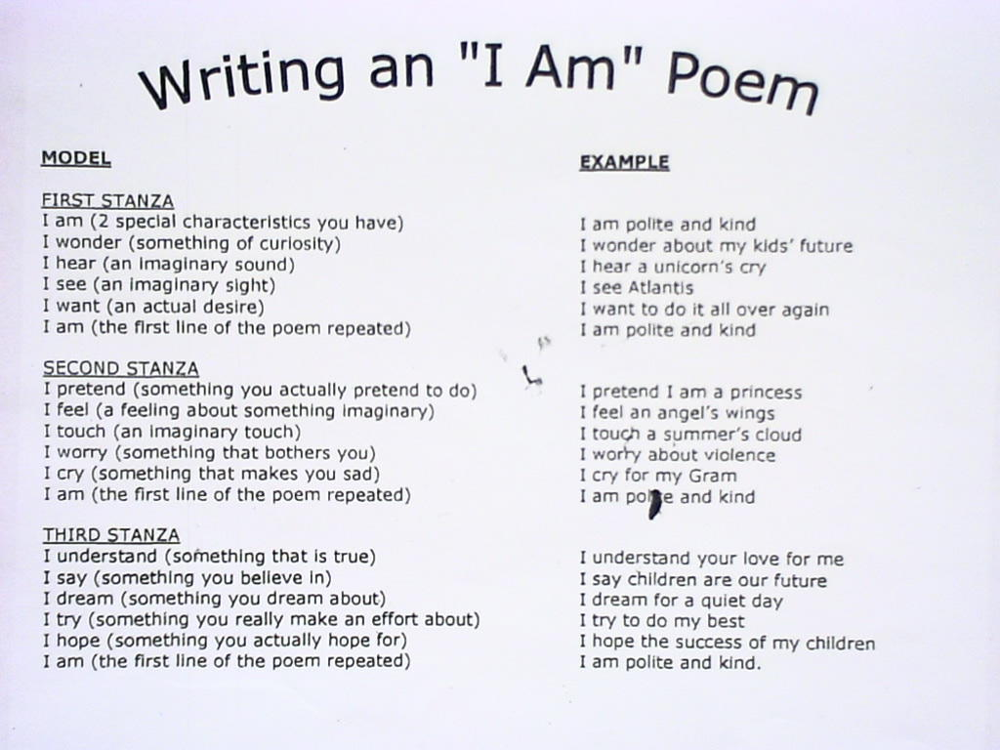 Writing an "I Am" Poem
MODEL
FIRST STANZA
I am (2 special characteristics you have)
I wonder (something of curiosity)
I hear (an imaginary sound)
I see (an imaginary sight)
I want (an actual desire)
I am (the first line of the poem repeated)
SECOND STANZA
I pretend (something you actually pretend to do)
I feel (a feeling about something imaginary)
I touch (an imaginary touch)
I worry (something that bothers you)
I cry (something that makes you sad)
I am (the first line of the poem repeated)
THIRD STANZA
I understand (something that is true)
I say (something you believe in)
I dream (something you dream about)
I try (something you really make an effort about)
I hope (something you actually hope for)
I am (the first line of the poem repeated)
EXAMPLE
I am polite and kind
I wonder about my kids' future
I hear a unicorn's cry
I see Atlantis
I want to do it all over again
I am polite and kind
I pretend I am a princess
I feel an angel's wings
I touch a summer's cloud
I worry about violence
I cry for my Gram
I am polite and kind
I understand your love for me
I say children are our future
I dream for a quiet day
I try to do my best
I hope the success of my children
I am polite and kind.